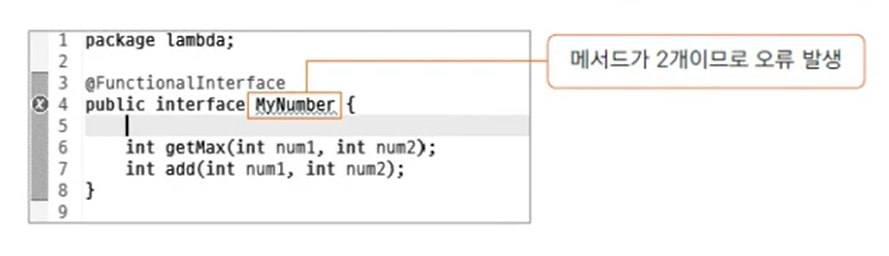 1 package lambda;
2
3 @FunctionalInterface
4 public interface MyNumber {
5
6 int getMax(int num1, int num2);
7 int add(int num1, int num2);
8 }
9
메서드가 2개이므로 오류 발생